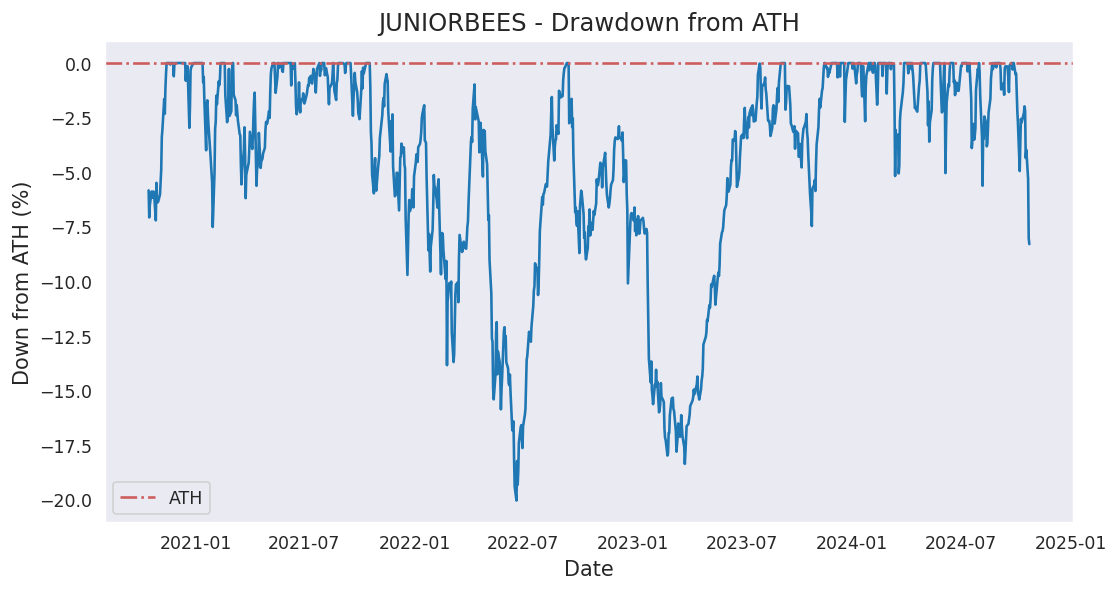 JUNIORBEES - Drawdown from ATH
Down from ATH (%)
0.0
−2.5
−5.0
−7.5
−10.0
−12.5
−15.0
−17.5
−20.0
ATH
2021-01 2021-07 2022-01 2022-07 2023-01 2023-07 2024-01 2024-07 2025-01
Date